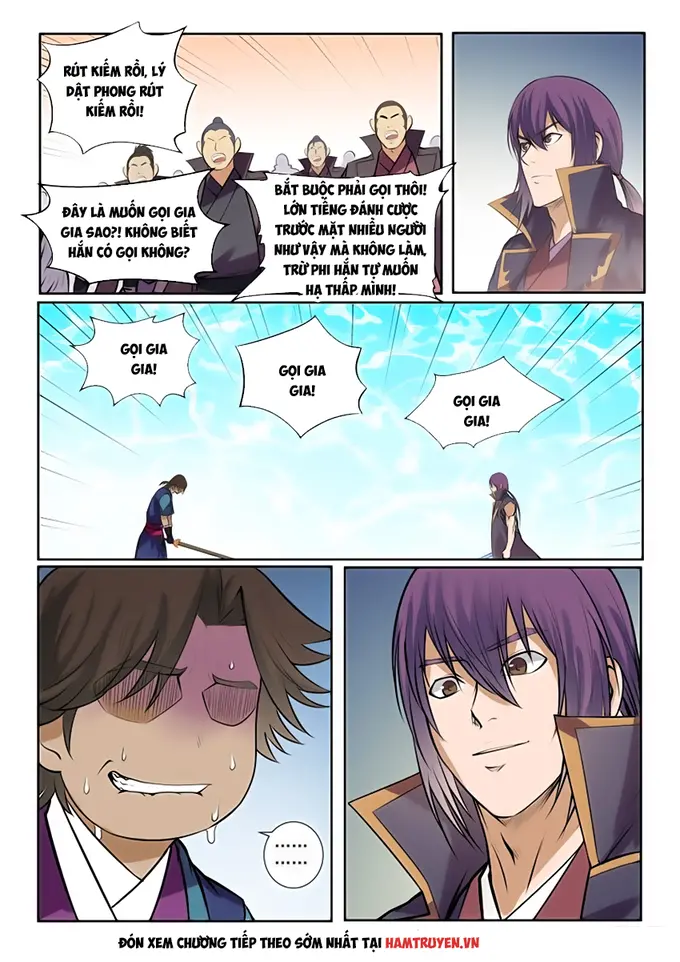 RÚT KIẾM RỒI, LÝ
DẬT PHONG RÚT
KIẾM RỒI!
ĐÂY LÀ MUỐN GỌI GIA
GIA SAO?! KHÔNG BIẾT
HẮN CÓ GỌI KHÔNG?
BẮT BUỘC PHẢI GỌI THÔI!
LỚN TIẾNG ĐÁNH CƯỢC
TRƯỚC MẶT NHIỀU NGƯỜI
NHƯ VẬY MÀ KHÔNG LÀM,
TRỪ PHI HẮN TỰ MUỐN
HẠ THẤP MÌNH!
GỌI GIA
GIA!
GỌI GIA
GIA!
GỌI GIA
GIA!
......
......
ĐÓN XEM CHƯƠNG TIẾP THEO SỚM NHẤT TẠI HAMTRUYEN.VN